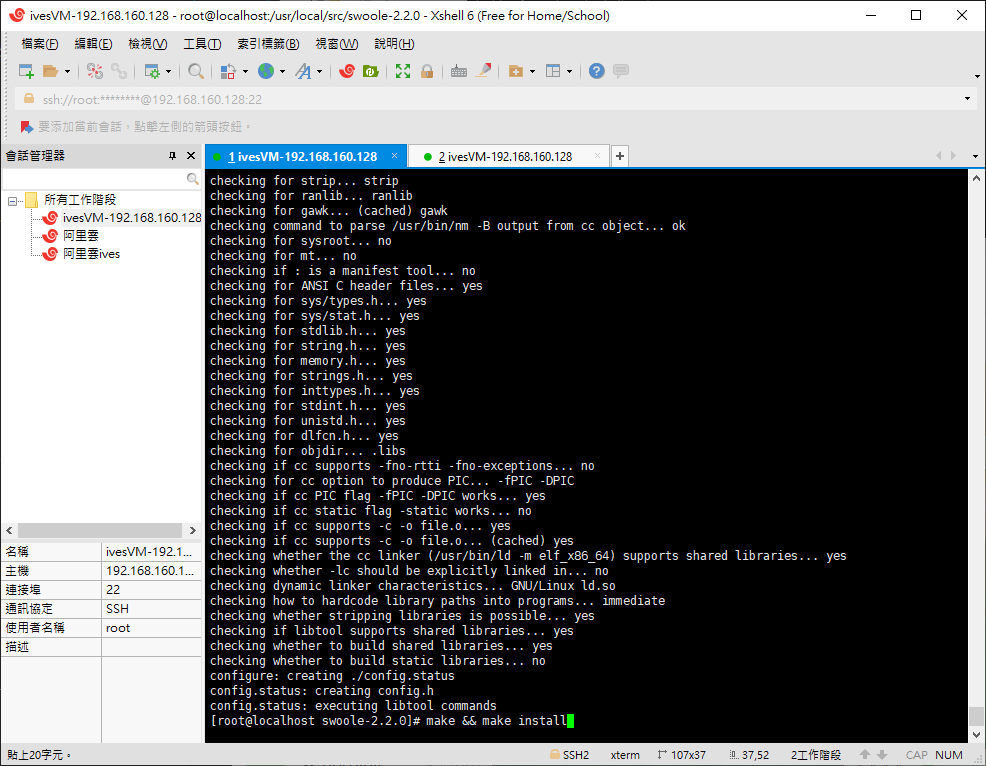 ivesVM-192.168.160.128 - root@localhost:/usr/local/src/swoole-2.2.0 - Xshell 6 (Free for Home/School)
檔案(F) 編輯(E) 檢視(V) 工具(T) 索引標籤(B) 視窗(W) 說明(H)
ssh://root:********@192.168.160.128:22
要添加當前會話，點擊左側的箭頭按鈕。
會話管理器
1 ivesVM-192.168.160.128
2 ivesVM-192.168.160.128
所有工作階段
ivesVM-192.168.160.128
阿里雲
阿里雲ives
名稱 ivesVM-192.1...
主機 192.168.160.1...
連接埠 22
通訊協定 SSH
使用者名稱 root
描述
checking for strip... strip
checking for ranlib... ranlib
checking for gawk... (cached) gawk
checking command to parse /usr/bin/nm -B output from cc object... ok
checking for sysroot... no
checking for mt... no
checking if : is a manifest tool... no
checking for ANSI C header files... yes
checking for sys/types.h... yes
checking for sys/stat.h... yes
checking for stdlib.h... yes
checking for string.h... yes
checking for memory.h... yes
checking for strings.h... yes
checking for inttypes.h... yes
checking for stdint.h... yes
checking for unistd.h... yes
checking for dlfcn.h... yes
checking for objdir... .libs
checking if cc supports -fno-rtti -fno-exceptions... no
checking for cc option to produce PIC... -fPIC -DPIC
checking if cc PIC flag -fPIC -DPIC works... yes
checking if cc static flag -static works... no
checking if cc supports -c -o file.o... yes
checking if cc supports -c -o file.o... (cached) yes
checking whether the cc linker (/usr/bin/ld -m elf_x86_64) supports shared libraries... yes
checking whether -lc should be explicitly linked in... no
checking dynamic linker characteristics... GNU/Linux ld.so
checking how to hardcode library paths into programs... immediate
checking whether stripping libraries is possible... yes
checking if libtool supports shared libraries... yes
checking whether to build shared libraries... yes
checking whether to build static libraries... no
configure: creating ./config.status
config.status: creating config.h
config.status: executing libtool commands
[root@localhost swoole-2.2.0]# make && make install
貼上20字元。 SSH2 xterm 107x37 37,52 2工作階段 CAP NUM